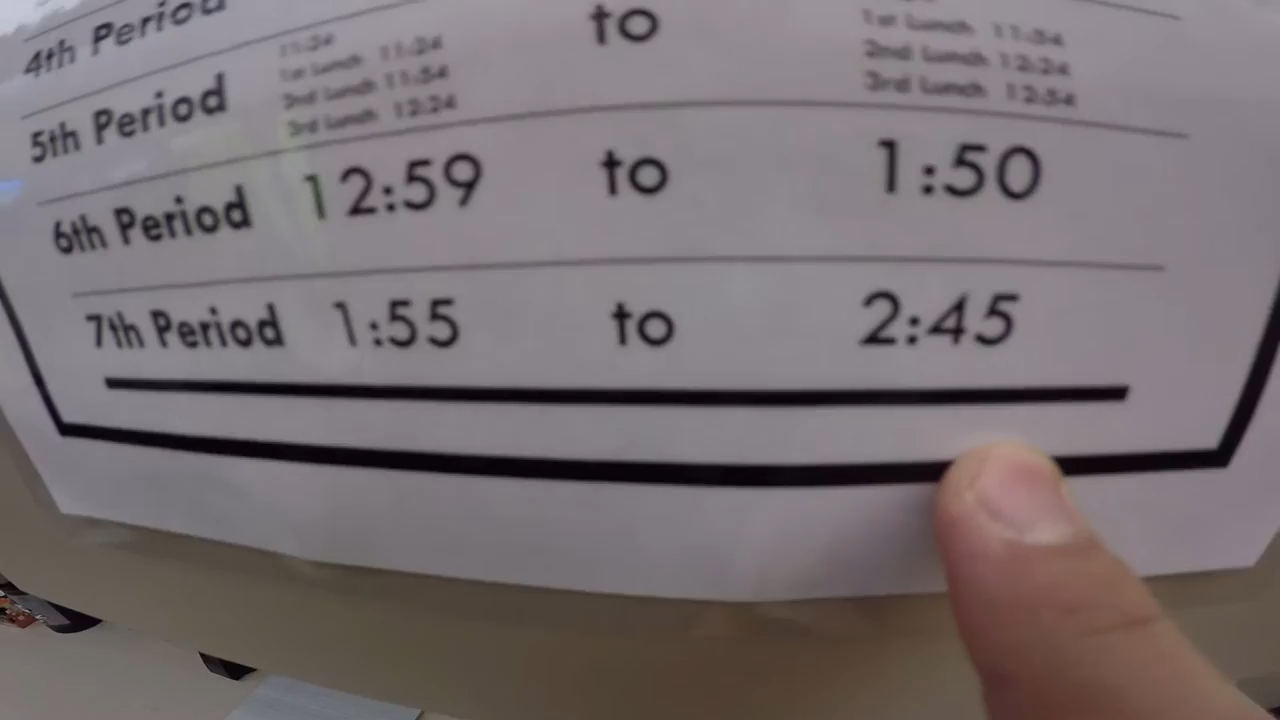 4th Period to
5th Period 11:24
1st Lunch 11:24 1st Lunch 11:54
2nd Lunch 11:54 2nd Lunch 12:24
3rd Lunch 12:24 3rd Lunch 12:54
6th Period 12:59 to 1:50
7th Period 1:55 to 2:45